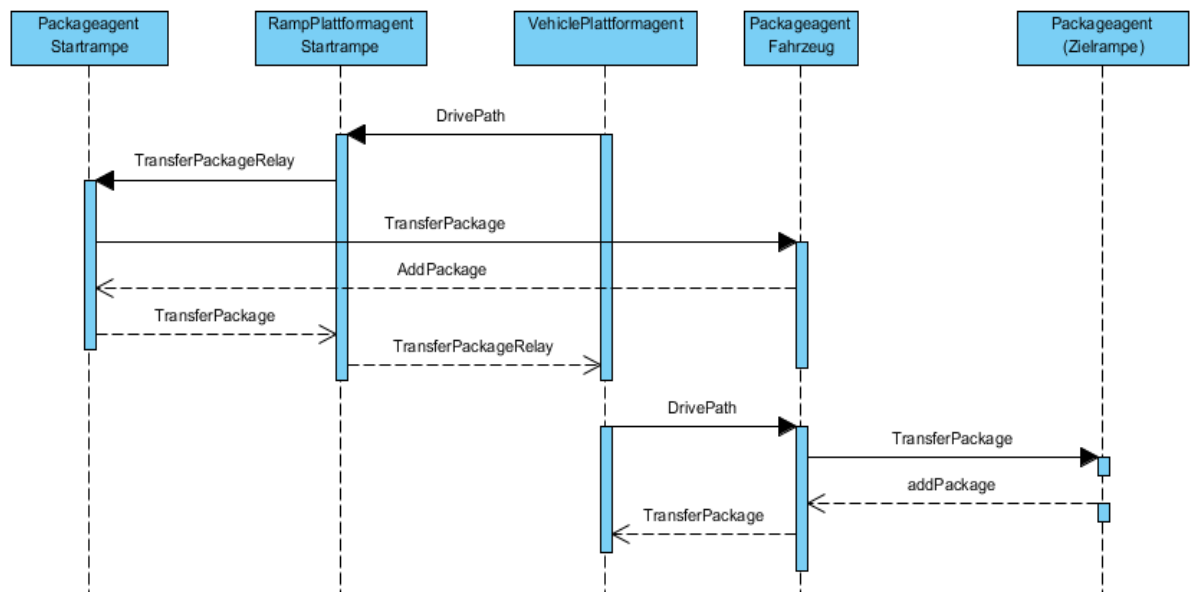 Packageagent
Startrampe
RampPlattformagent
Startrampe
VehiclePlattformagent
Packageagent
Fahrzeug
Packageagent
(Zielrampe)
DrivePath
TransferPackageRelay
TransferPackage
AddPackage
TransferPackage
TransferPackageRelay
DrivePath
TransferPackage
addPackage
TransferPackage